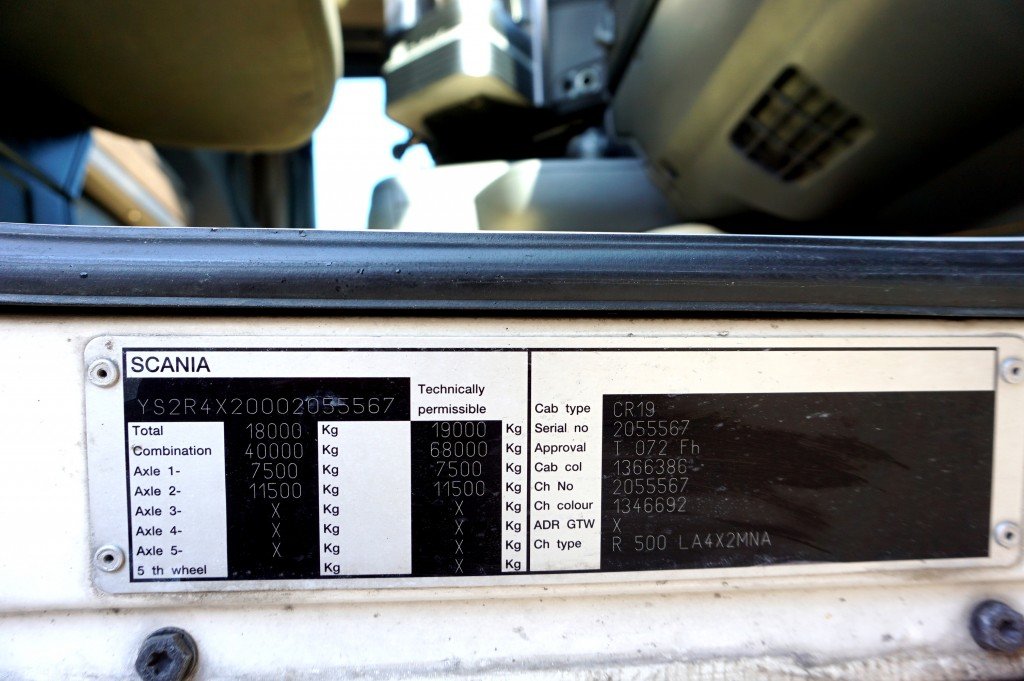 SCANIA
YS2R4X20002055567
Technically
permissible
Total 18000 Kg 19000 Kg
Combination 40000 Kg 68000 Kg
Axle 1- 7500 Kg 7500 Kg
Axle 2- 11500 Kg 11500 Kg
Axle 3- X Kg X Kg
Axle 4- X Kg X Kg
Axle 5- X Kg X Kg
5 th wheel Kg X Kg
Cab type CR19
Serial no 2055567
Approval I 072 Fh
Cab col 1366386
Ch No 2055567
Ch colour 1346692
ADR GTW X
Ch type R 500 LA4X2MNA